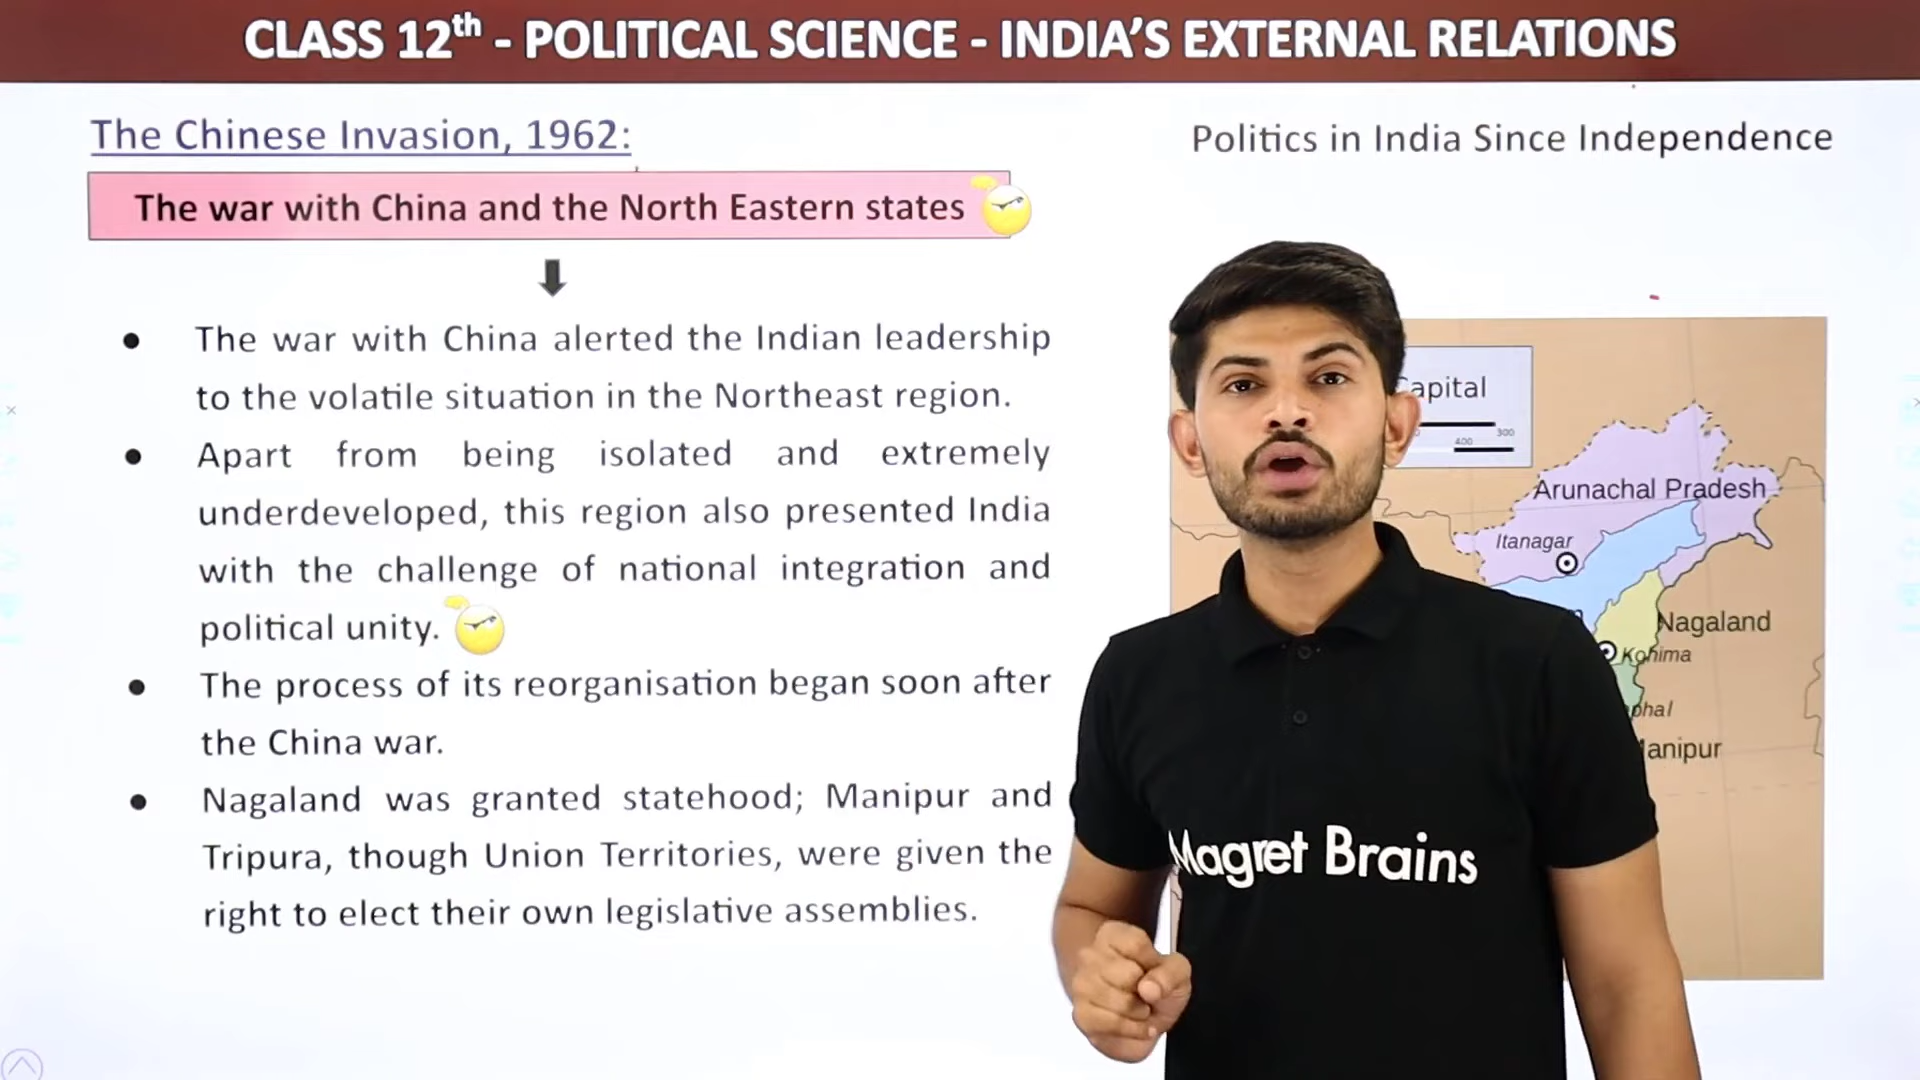 CLASS 12th - POLITICAL SCIENCE - INDIA’S EXTERNAL RELATIONS
The Chinese Invasion, 1962:
Politics in India Since Independence
The war with China and the North Eastern states
● The war with China alerted the Indian leadership
to the volatile situation in the Northeast region.
● Apart from being isolated and extremely
underdeveloped, this region also presented India
with the challenge of national integration and
political unity.
● The process of its reorganisation began soon after
the China war.
● Nagaland was granted statehood; Manipur and
Tripura, though Union Territories, were given the
right to elect their own legislative assemblies.
apital
300
400
Arunachal Pradesh
Itanagar
Nagaland
Kohima
phal
anipur
Magret Brains